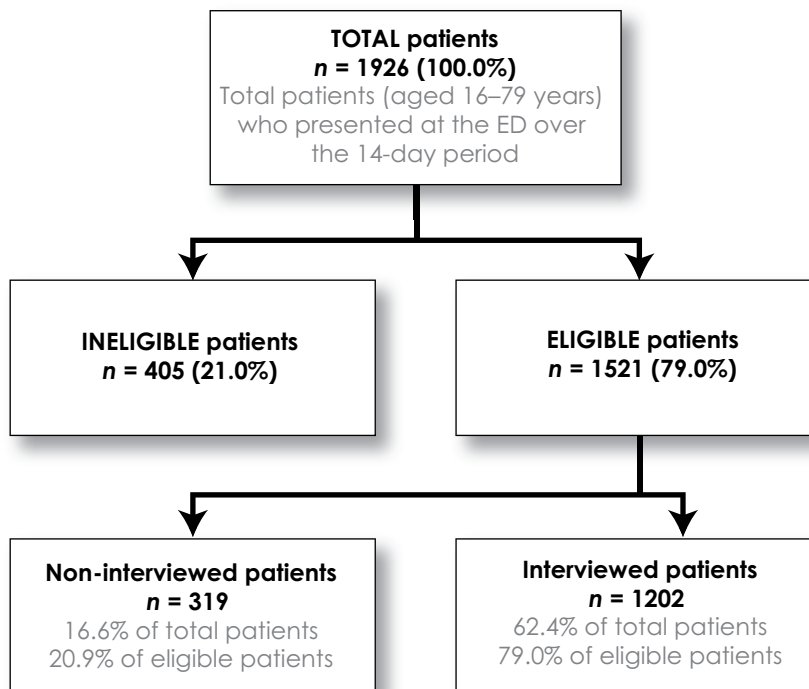 TOTAL patients
n = 1926 (100.0%)
Total patients (aged 16–79 years)
who presented at the ED over
the 14-day period
INELIGIBLE patients
n = 405 (21.0%)
ELIGIBLE patients
n = 1521 (79.0%)
Non-interviewed patients
n = 319
16.6% of total patients
20.9% of eligible patients
Interviewed patients
n = 1202
62.4% of total patients
79.0% of eligible patients